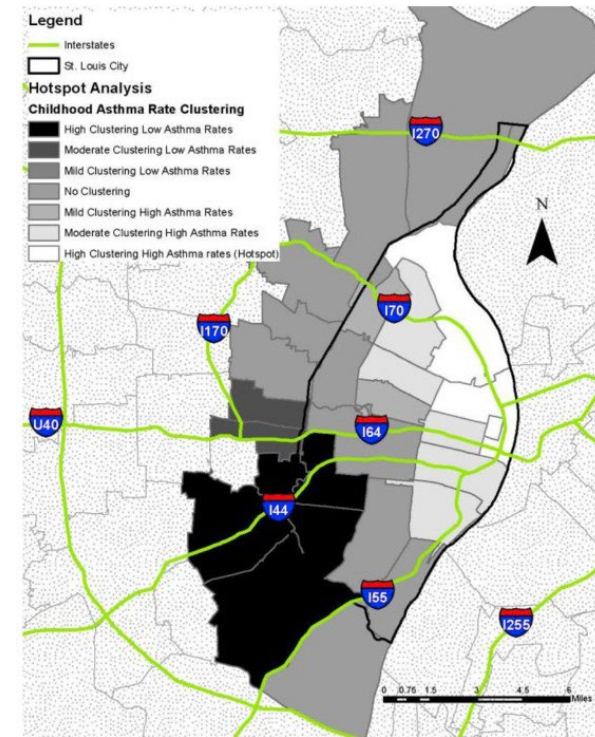 Legend
Interstates
St. Louis City
Hotspot Analysis
Childhood Asthma Rate Clustering
High Clustering Low Asthma Rates
Moderate Clustering Low Asthma Rates
Mild Clustering Low Asthma Rates
No Clustering
Mild Clustering High Asthma Rates
Moderate Clustering High Asthma Rates
High Clustering High Asthma rates (Hotspot)
I270
N
I70
I170
U40
I64
I44
I55
I255
0 0.75 1.5 3 4.5 6
Miles